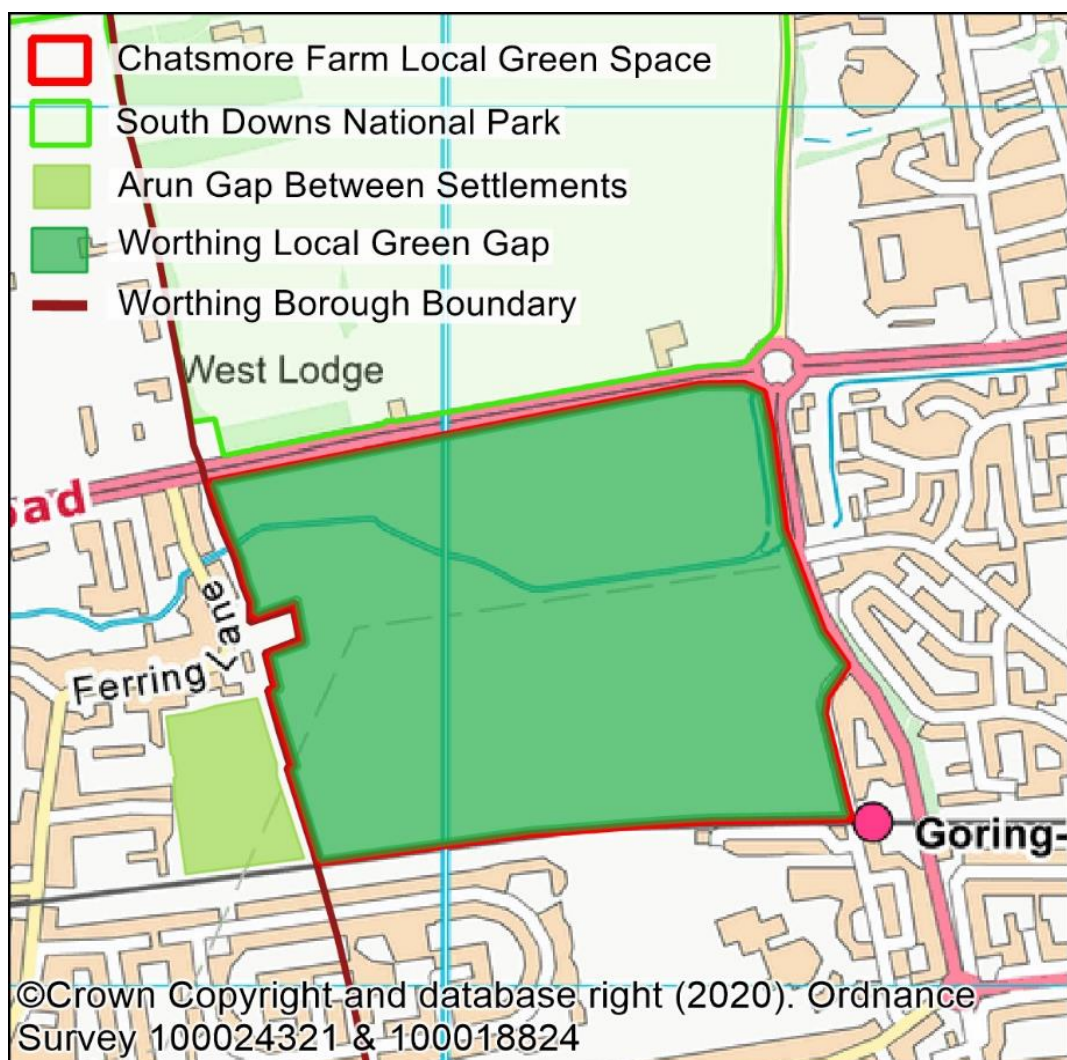 Chatsmore Farm Local Green Space
South Downs National Park
Arun Gap Between Settlements
Worthing Local Green Gap
Worthing Borough Boundary
West Lodge
oad
Ferring Lane
Goring-
©Crown Copyright and database right (2020). Ordnance
Survey 100024321 & 100018824